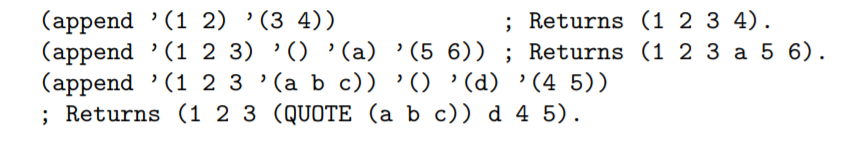 (append ’(1 2) ’(3 4)) ; Returns (1 2 3 4).
(append ’(1 2 3) ’() ’(a) ’(5 6)) ; Returns (1 2 3 a 5 6).
(append ’(1 2 3 ’(a b c)) ’() ’(d) ’(4 5))
; Returns (1 2 3 (QUOTE (a b c)) d 4 5).